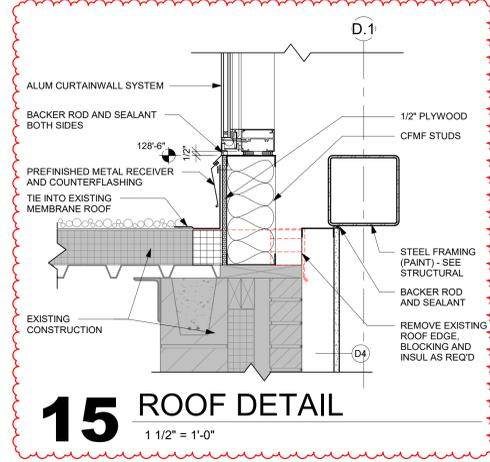 D.1
ALUM CURTAINWALL SYSTEM
BACKER ROD AND SEALANT
BOTH SIDES
128'-6"
1/2"
PREFINISHED METAL RECEIVER
AND COUNTERFLASHING
TIE INTO EXISTING
MEMBRANE ROOF
EXISTING
CONSTRUCTION
1/2" PLYWOOD
CFMF STUDS
STEEL FRAMING
(PAINT) - SEE
STRUCTURAL
BACKER ROD
AND SEALANT
REMOVE EXISTING
ROOF EDGE,
BLOCKING AND
INSUL AS REQ'D
D4
15 ROOF DETAIL
1 1/2" = 1'-0"